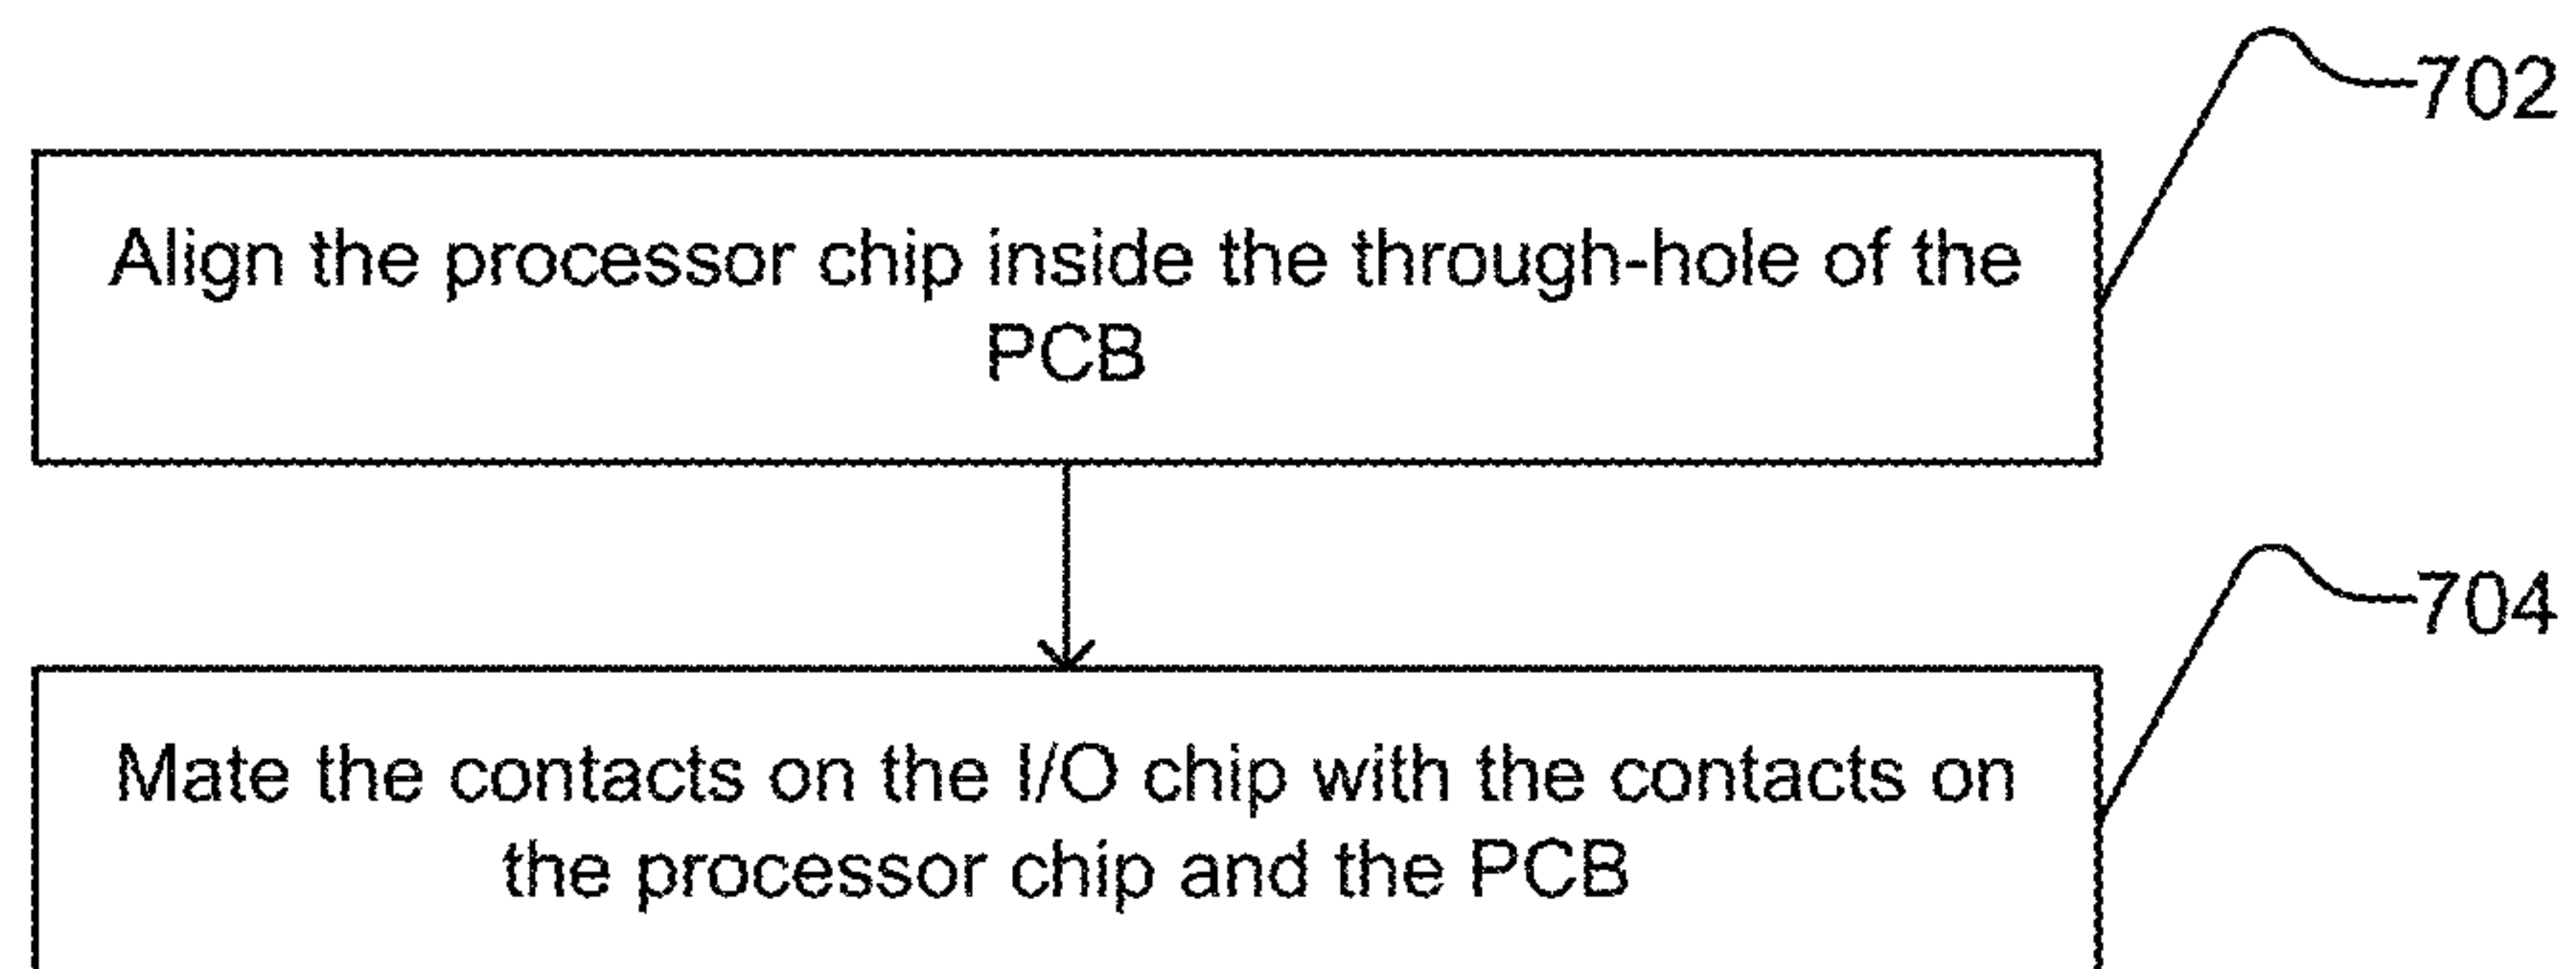 702
Align the processor chip inside the through-hole of the
PCB
704
Mate the contacts on the I/O chip with the contacts on
the processor chip and the PCB